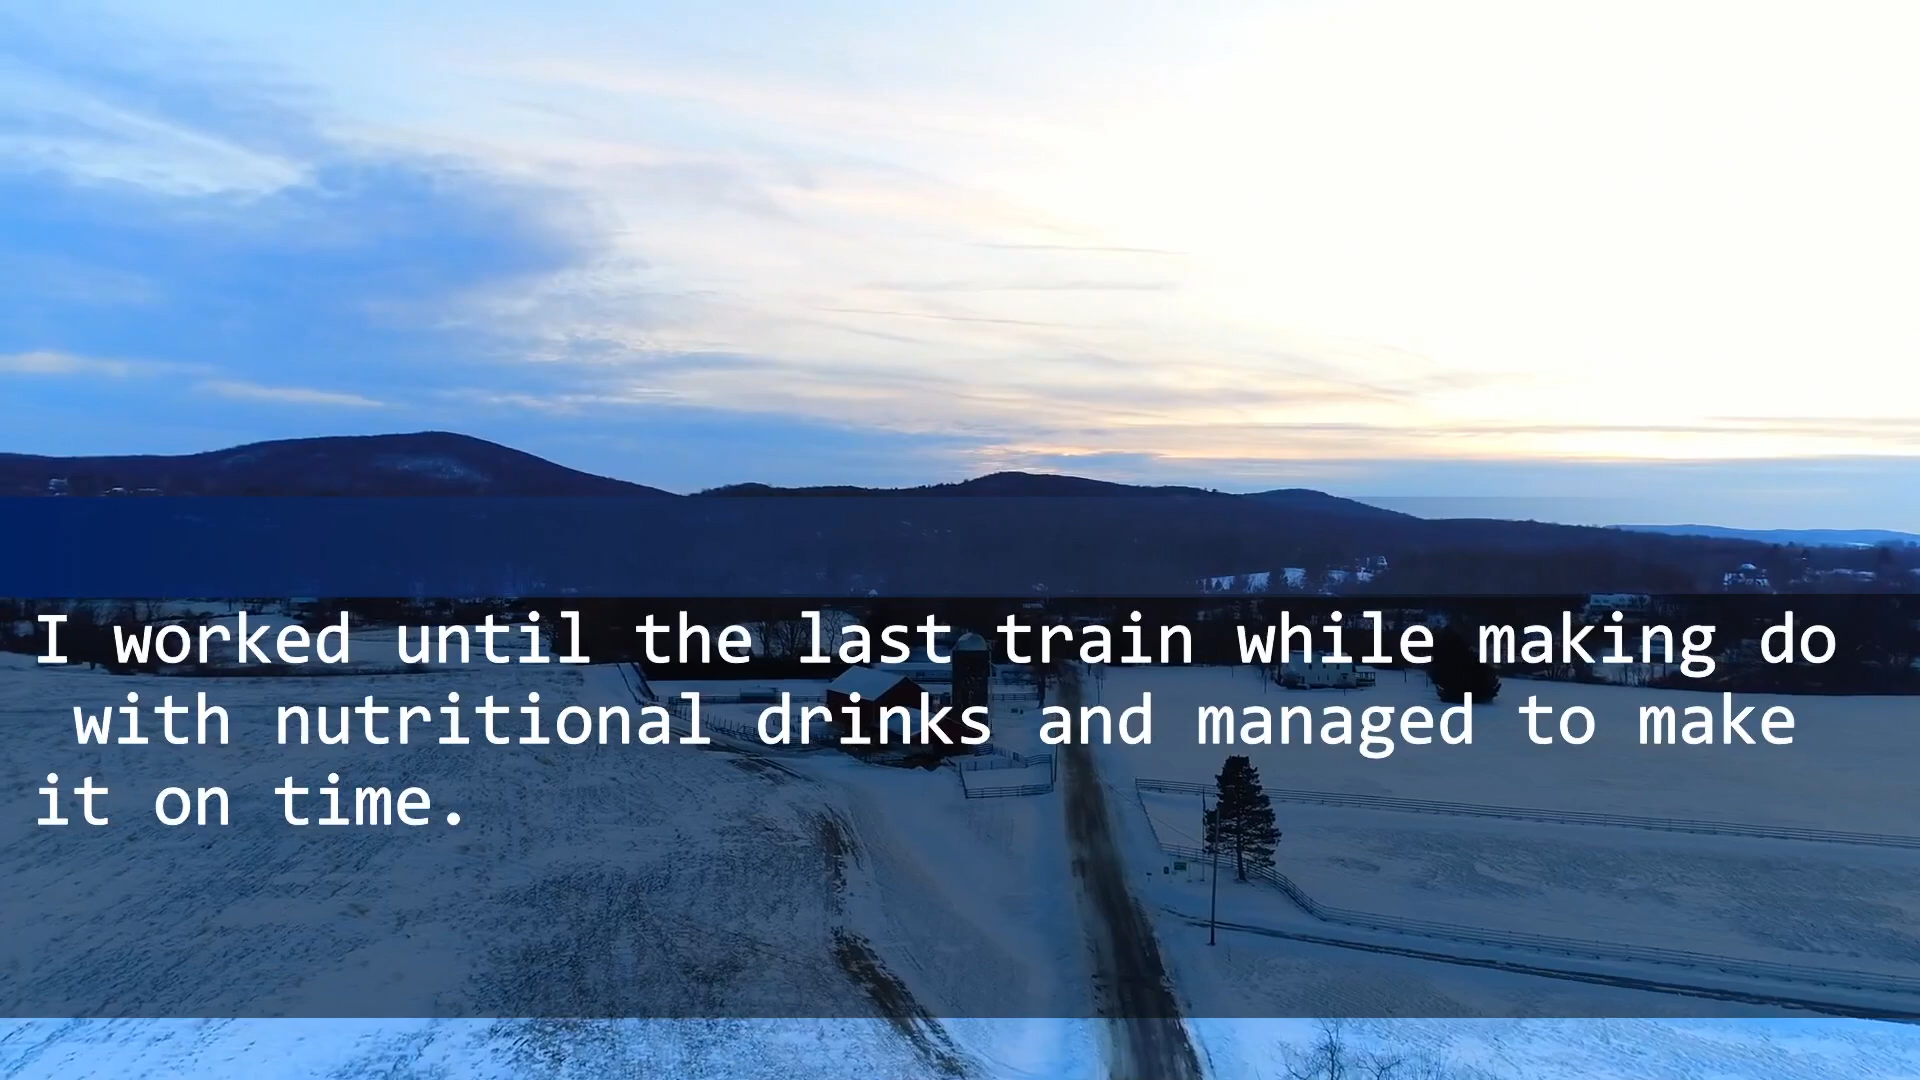 I worked until the last train while making do
with nutritional drinks and managed to make
it on time.